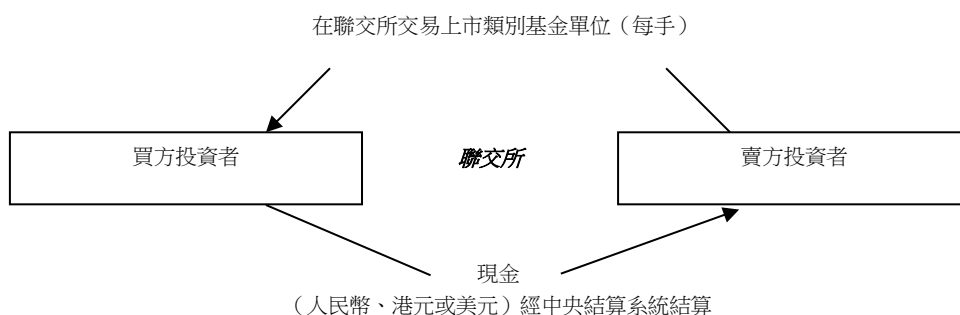 在聯交所交易上市類別基金單位（每手）
買方投資者
聯交所
賣方投資者
現金
（人民幣、港元或美元）經中央結算系統結算